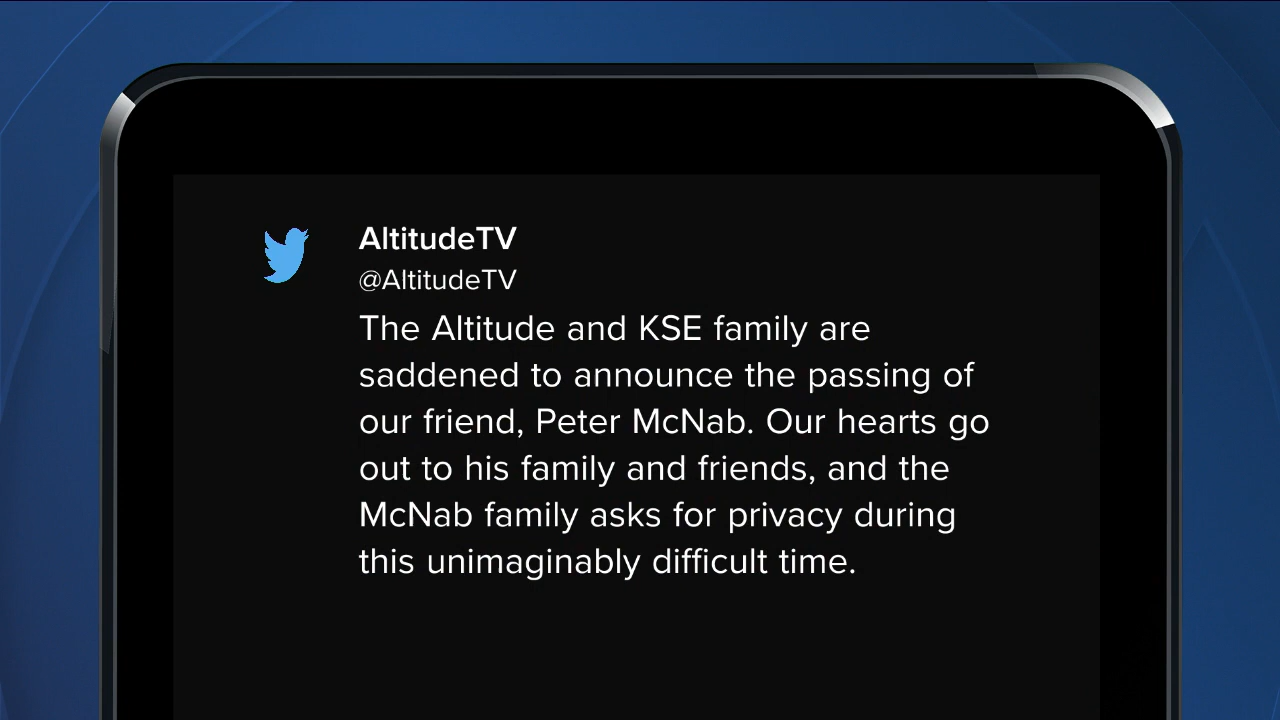 AltitudeTV
@AltitudeTV
The Altitude and KSE family are
saddened to announce the passing of
our friend, Peter McNab. Our hearts go
out to his family and friends, and the
McNab family asks for privacy during
this unimaginably difficult time.